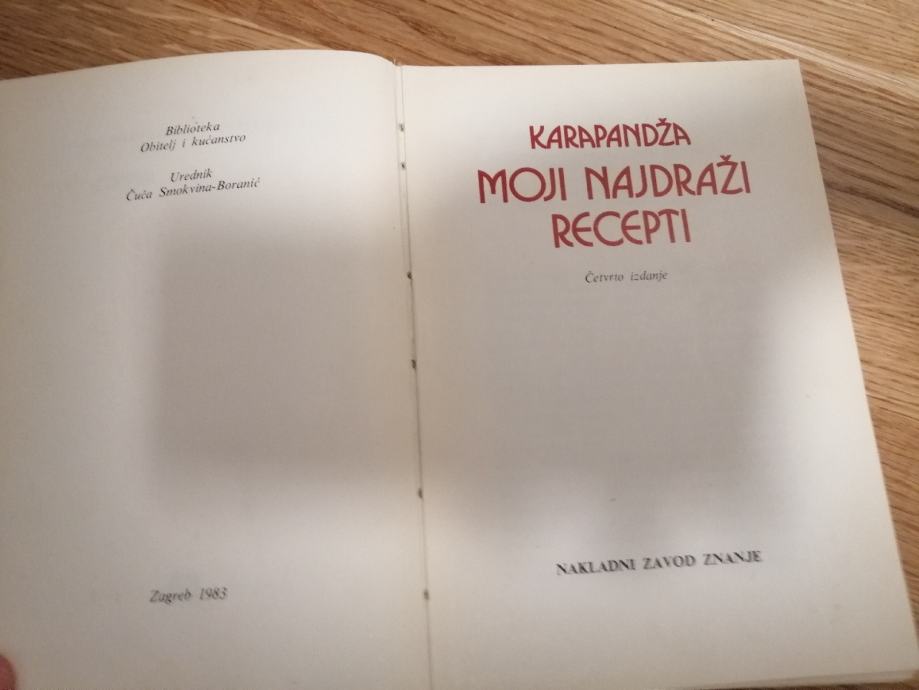 Biblioteka
Obitelj i kućanstvo
Urednik
Čuča Smokvina-Boranić
Zagreb 1983
KARAPANDŽA
MOJI NAJDRAŽI
RECEPTI
Četvrto izdanje
NAKLADNI ZAVOD ZNANJE